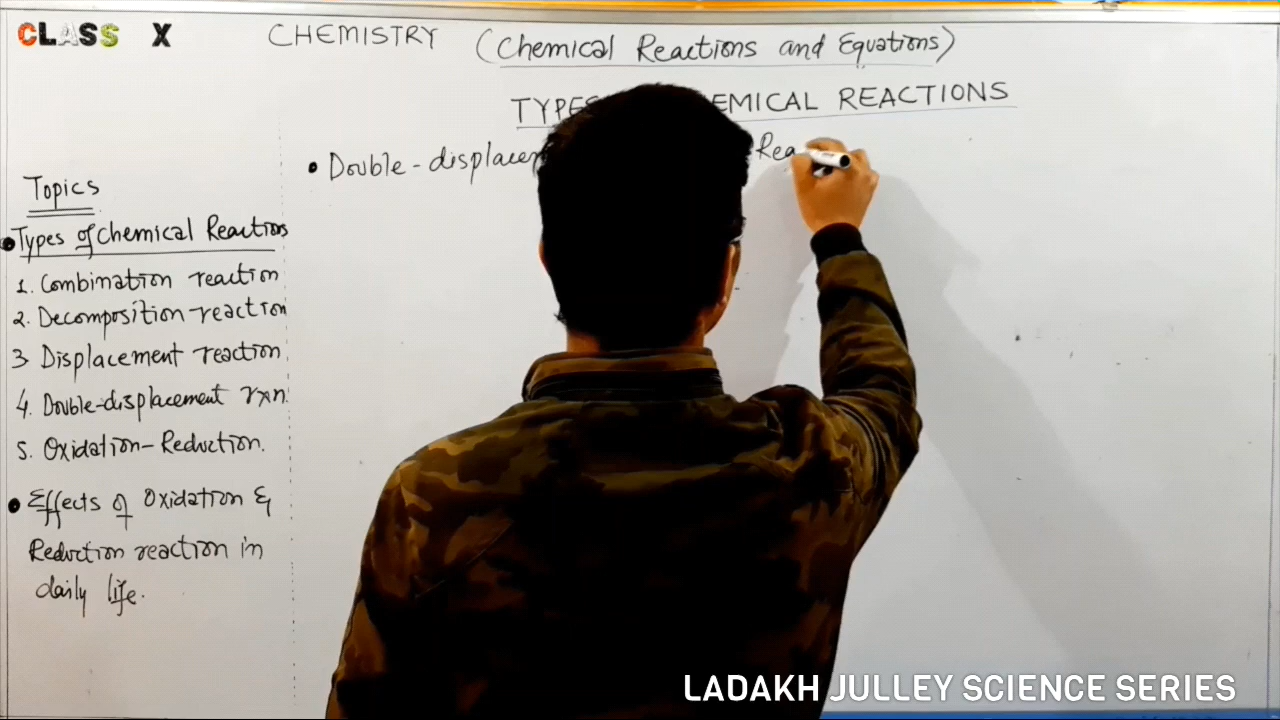 CLASS X
CHEMISTRY (Chemical Reactions and Equations)
TYPES EMICAL REACTIONS
• Double-displacem Rea
Topics
• Types of chemical Reactions
1. Combination reaction
2. Decomposition reaction
3 Displacement reaction
4. Double-displacement rxn
5. Oxidation-Reduction.
• Effects of Oxidation &
Reduction reaction in
daily life.
LADAKH JULLEY SCIENCE SERIES